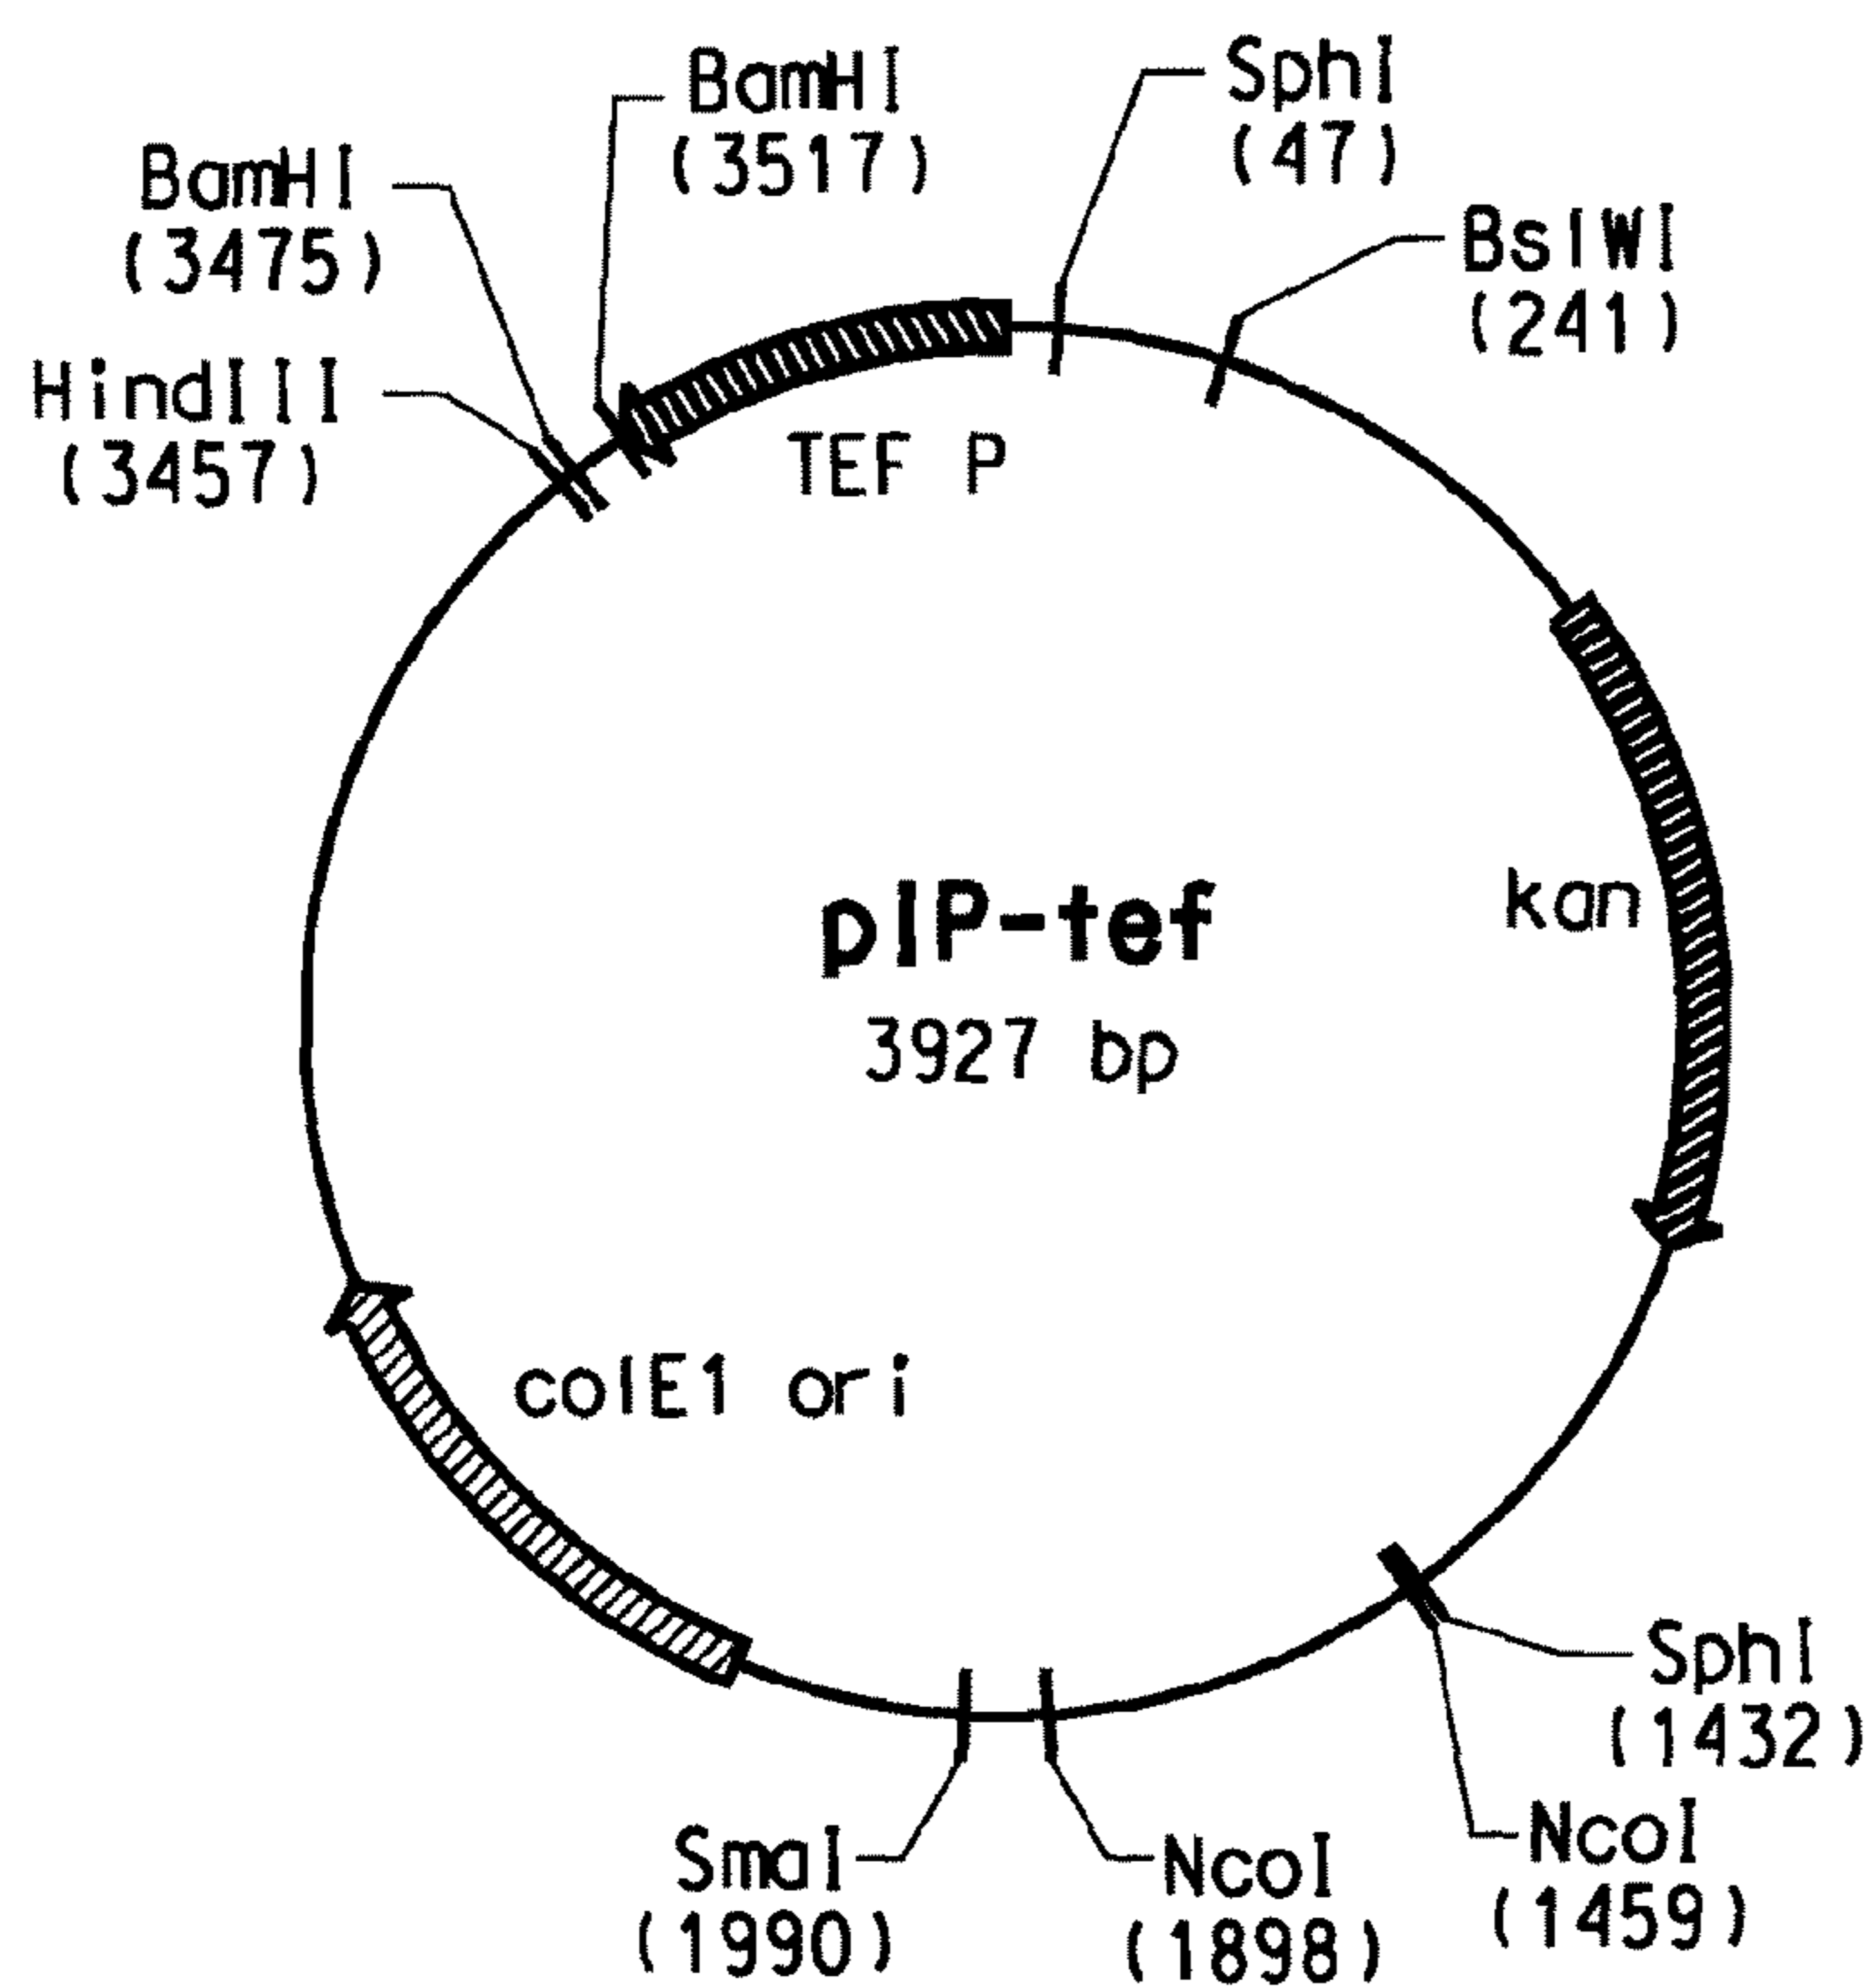 BamHI
(3517)
SphI
(47)
BamHI
(3475)
BsiWI
(241)
HindIII
(3457)
TEF P
kan
pIP-tef
3927 bp
colE1 ori
SphI
(1432)
NcoI
(1459)
SmaI
(1990)
NcoI
(1898)